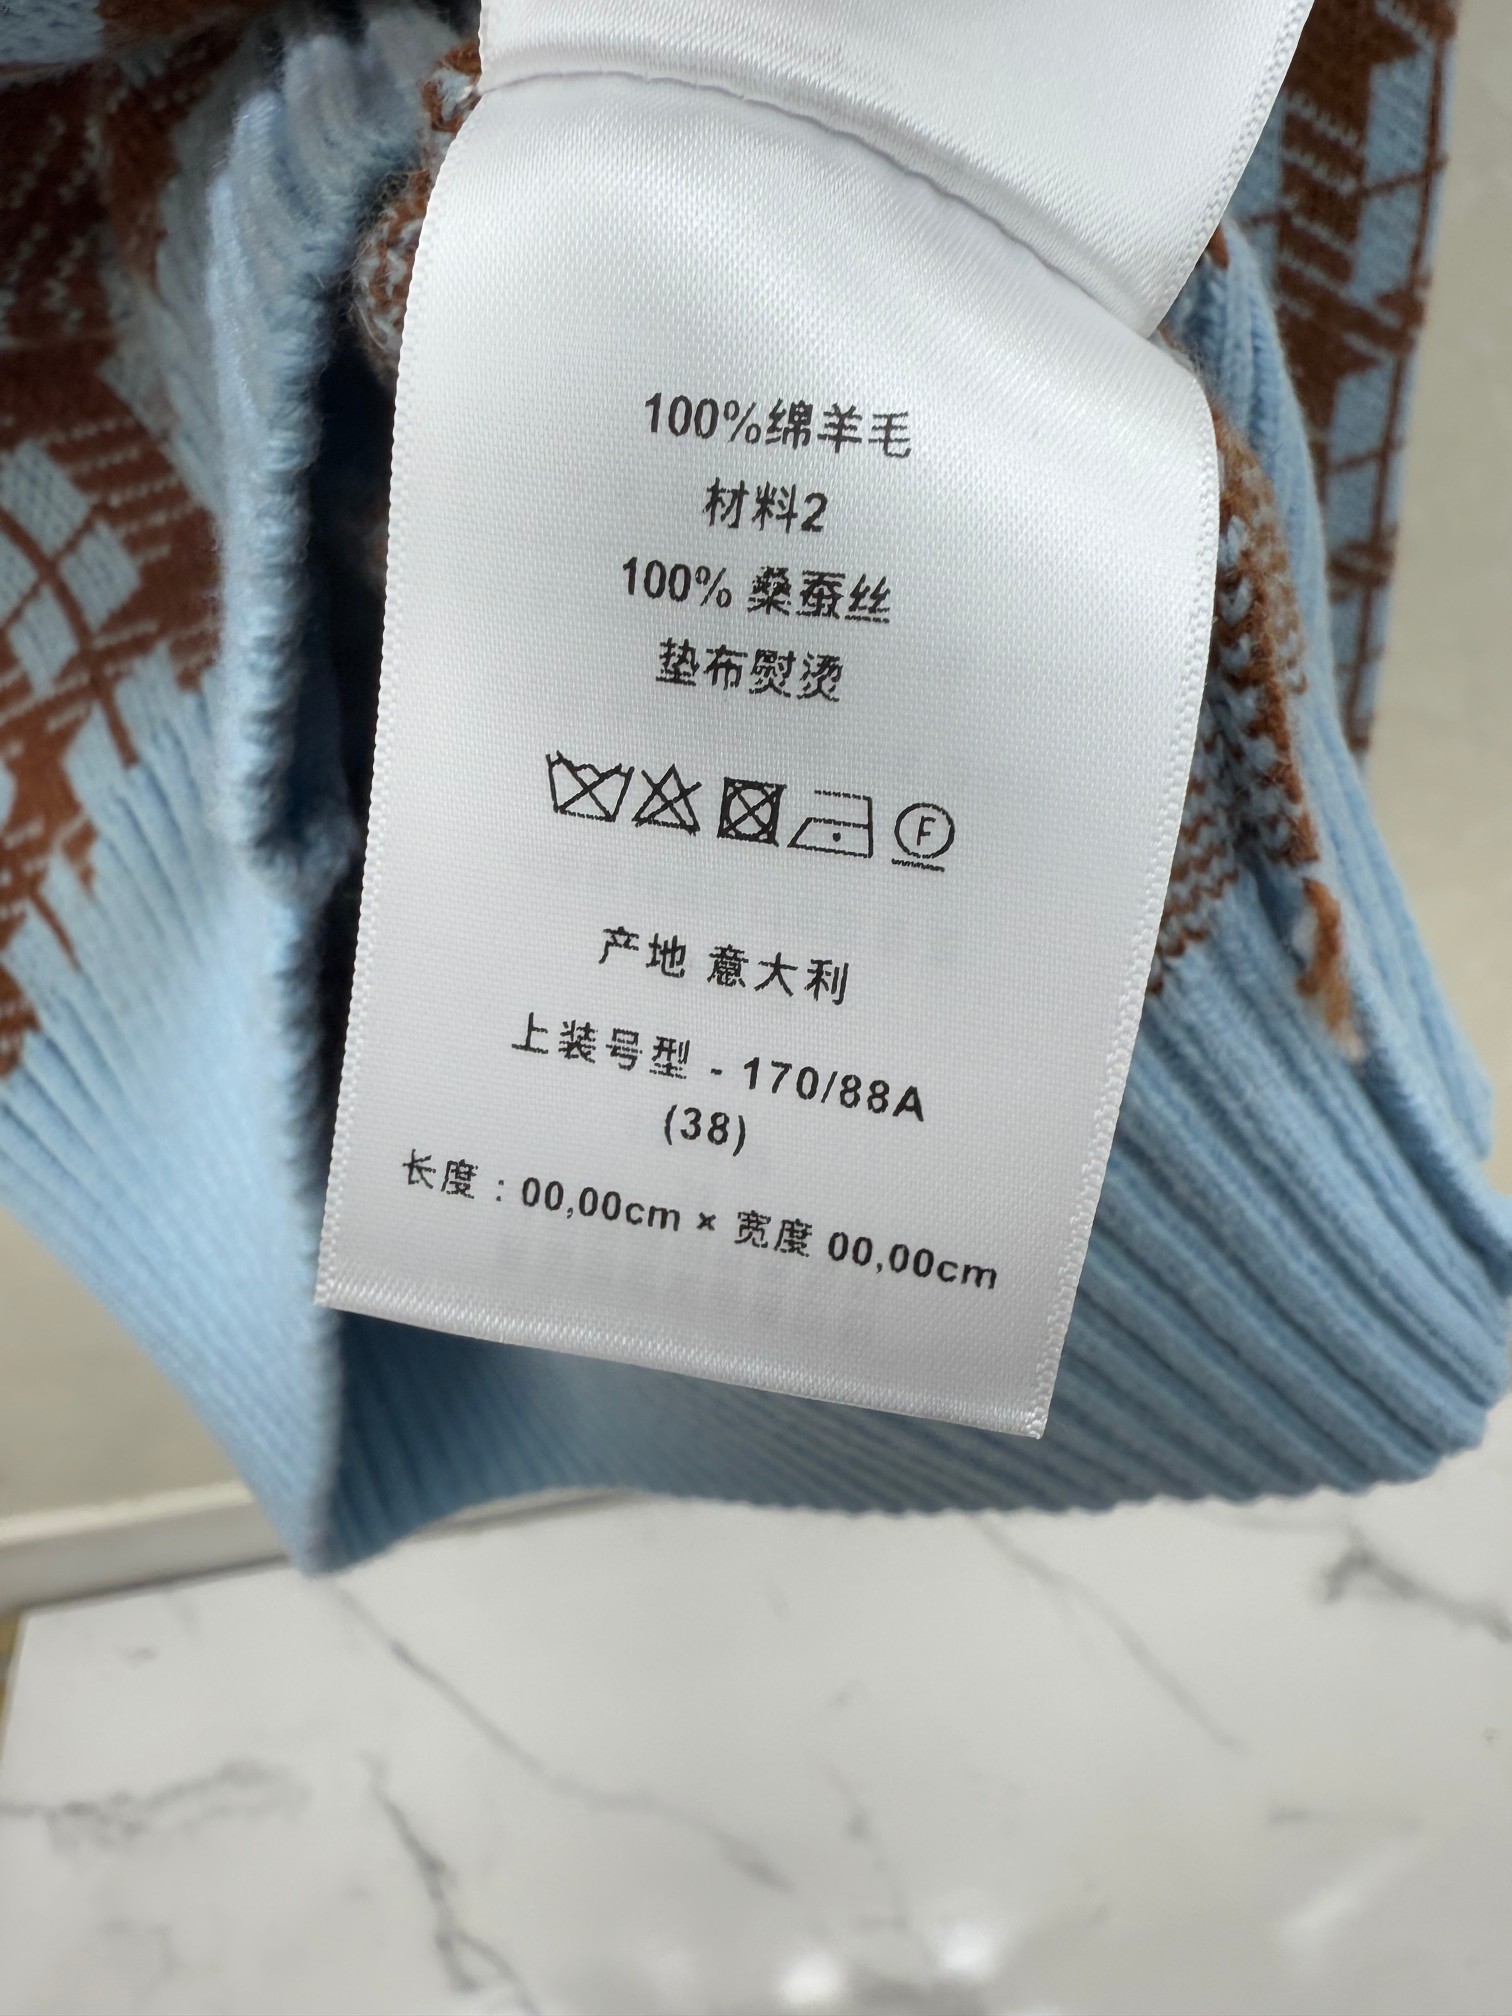 100%绵羊毛
材料2
100% 桑蚕丝
垫布熨烫
F
产地 意大利
上装号型 - 170/88A
(38)
长度 : 00,00cm × 宽度 00,00cm